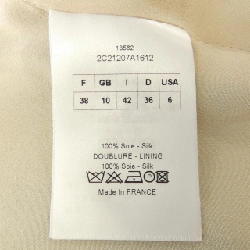 13582
2C21207A1612
F GB I D USA
38 10 42 36 6
100% Soie - Silk
DOUBLURE - LINING
100% Soie - Silk
Made In FRANCE